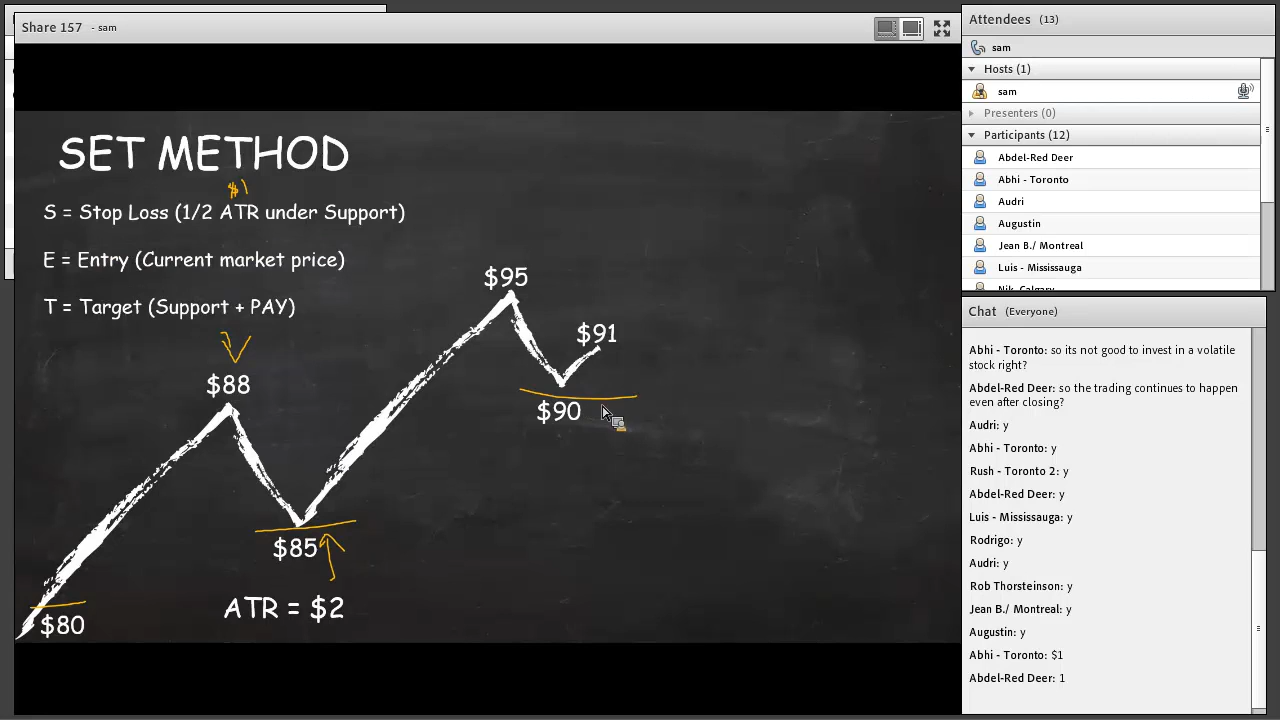 Share 157 - sam
SET METHOD
$1
S = Stop Loss (1/2 ATR under Support)
E = Entry (Current market price)
T = Target (Support + PAY)
$95
$91
$88
$90
$85
ATR = $2
$80
Attendees (13)
sam
Hosts (1)
sam
Presenters (0)
Participants (12)
Abdel-Red Deer
Abhi - Toronto
Audri
Augustin
Jean B./ Montreal
Luis - Mississauga
Nik, Calgary
Chat (Everyone)
Abhi - Toronto: so its not good to invest in a volatile
stock right?
Abdel-Red Deer: so the trading continues to happen
even after closing?
Audri: y
Abhi - Toronto: y
Rush - Toronto 2: y
Abdel-Red Deer: y
Luis - Mississauga: y
Rodrigo: y
Audri: y
Rob Thorsteinson: y
Jean B./ Montreal: y
Augustin: y
Abhi - Toronto: $1
Abdel-Red Deer: 1